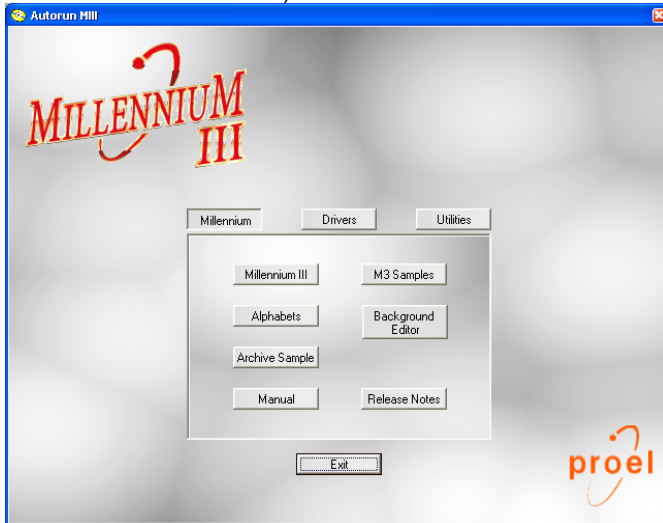 Autorun MIII
MILLENNIUM
III
Millennium
Drivers
Utilities
Millennium III
M3 Samples
Alphabets
Background
Editor
Archive Sample
Manual
Release Notes
Exit
proel